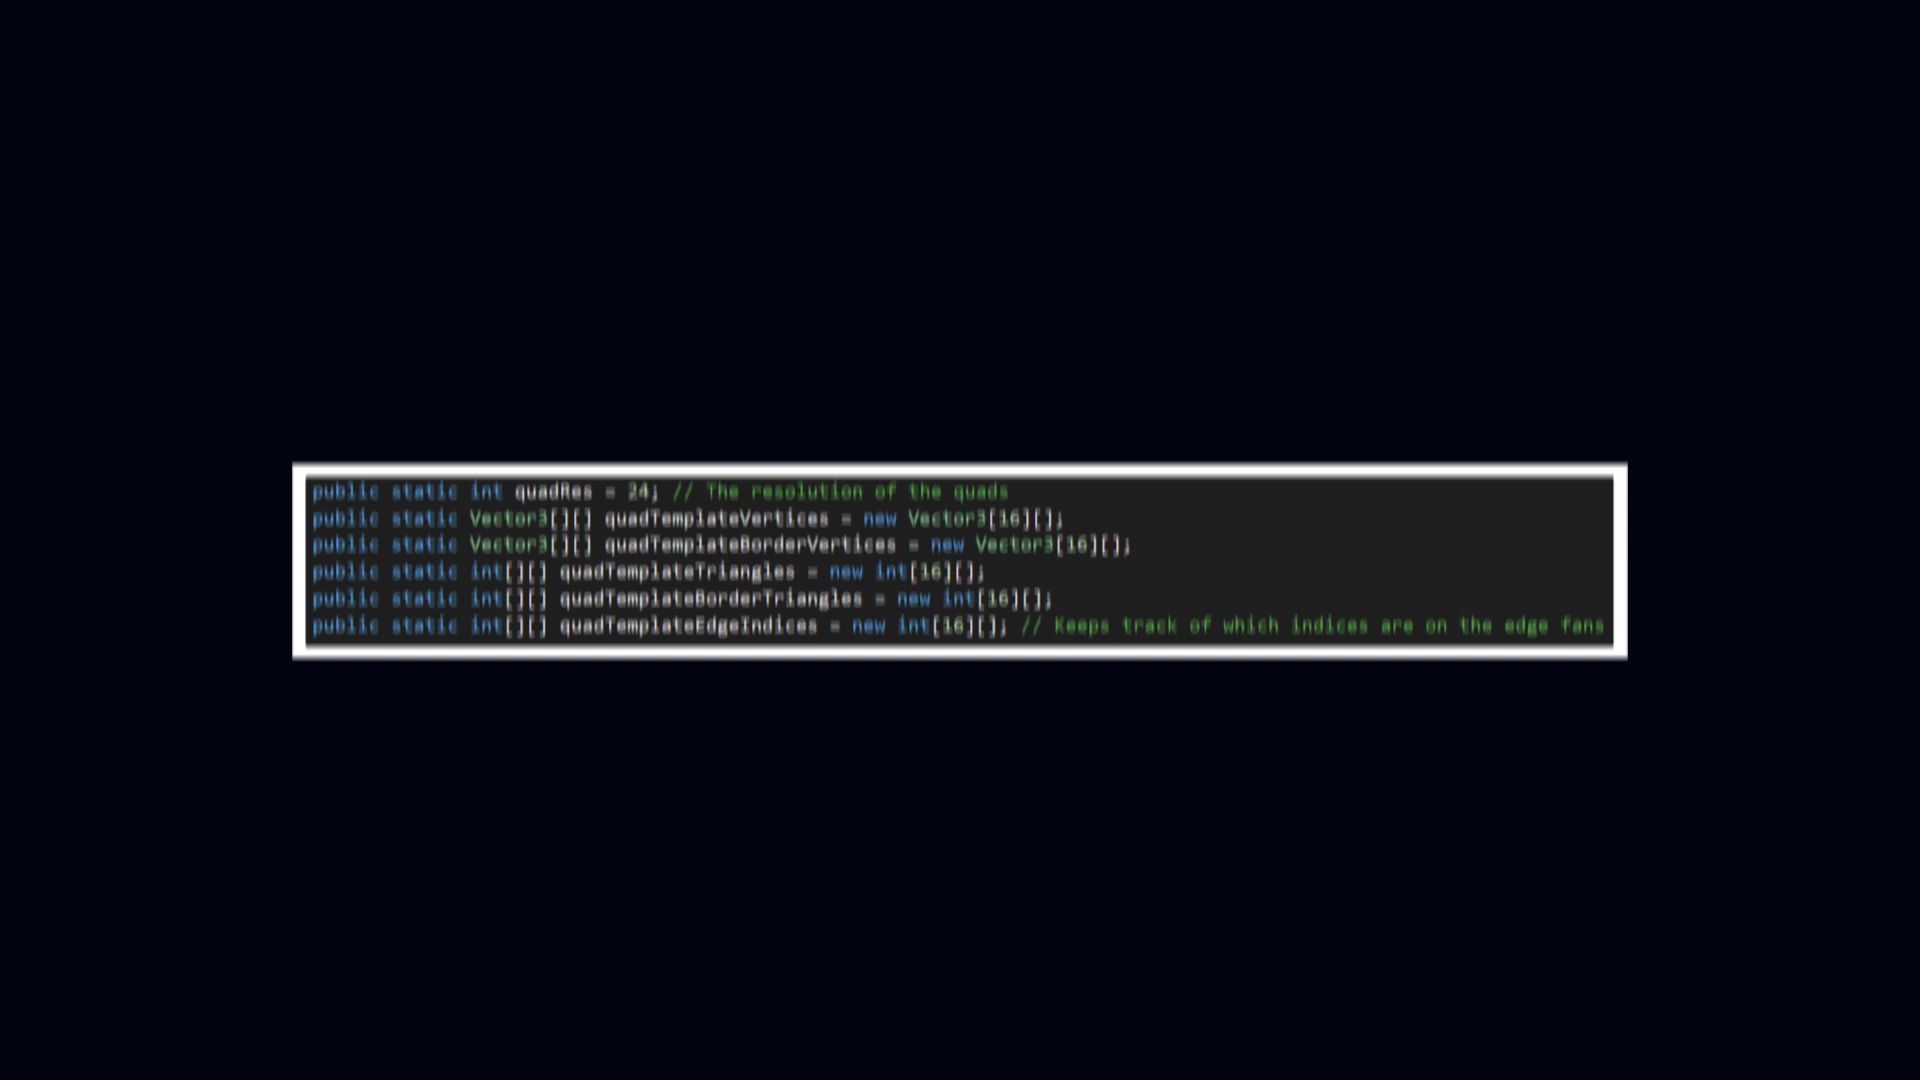 public static int quadRes = 24; // The resolution of the quads
public static Vector3[][] quadTemplateVertices = new Vector3[16][];
public static Vector3[][] quadTemplateBorderVertices = new Vector3[16][];
public static int[][] quadTemplateTriangles = new int[16][];
public static int[][] quadTemplateBorderTriangles = new int[16][];
public static int[][] quadTemplateEdgeIndices = new int[16][]; // Keeps track of which indices are on the edge fans